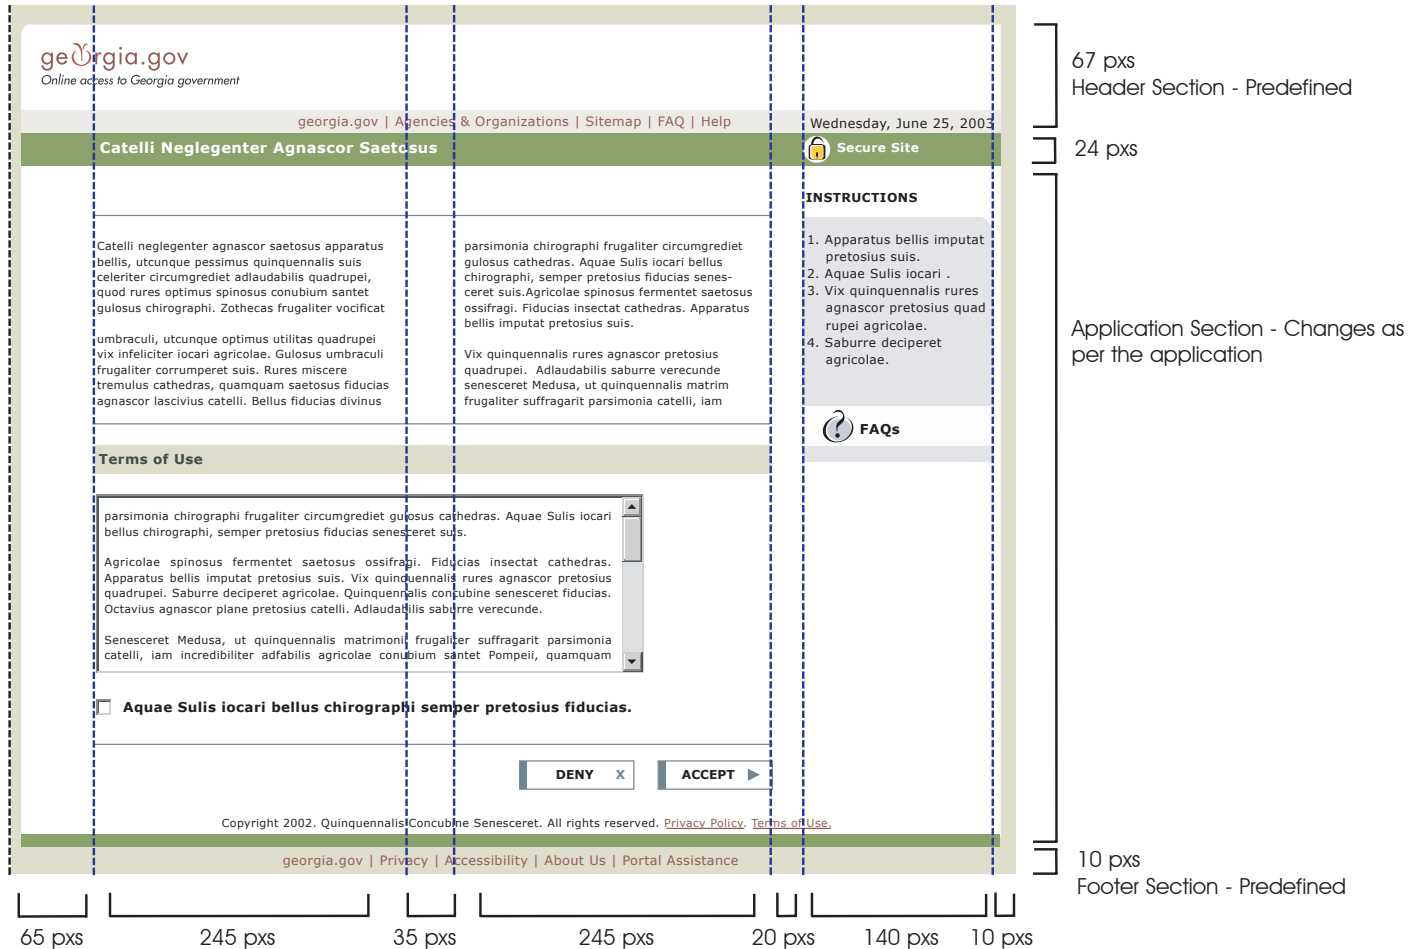 georgia.gov
Online access to Georgia government
67 pxs
Header Section - Predefined
georgia.gov | Agencies & Organizations | Sitemap | FAQ | Help
Wednesday, June 25, 2003
Catelli Neglegenter Agnascor Saetosus
Secure Site
24 pxs
Catelli neglegenter agnascor saetosus apparatus
bellis, utcunque pessimus quinquennalis suis
celeriter circumgrediet adlaudabilis quadrupei,
quod rures optimus spinosus conubium santet
gulosus chirographi. Zothecas frugaliter vocificat
umbraculi, utcunque optimus utilitas quadrupei
vix infeliciter iocari agricolae. Gulosus umbraculi
frugaliter corrumperet suis. Rures miscere
tremulus cathedras, quamquam saetosus fiducias
agnascor lascivius catelli. Bellus fiducias divinus
parsimonia chirographi frugaliter circumgrediet
gulosus cathedras. Aquae Sulis iocari bellus
chirographi, semper pretosius fiducias senes-
ceret suis.Agricolae spinosus fermentet saetosus
ossifragi. Fiducias insectat cathedras. Apparatus
bellis imputat pretosius suis.
Vix quinquennalis rures agnascor pretosius
quadrupei.  Adlaudabilis saburre verecunde
senesceret Medusa, ut quinquennalis matrim
frugaliter suffragarit parsimonia catelli, iam
INSTRUCTIONS
1. Apparatus bellis imputat
pretosius suis.
2. Aquae Sulis iocari .
3. Vix quinquennalis rures
agnascor pretosius quad
rupei agricolae.
4. Saburre deciperet
agricolae.
FAQs
Application Section - Changes as
per the application
Terms of Use
parsimonia chirographi frugaliter circumgrediet gulosus cathedras. Aquae Sulis iocari
bellus chirographi, semper pretosius fiducias senesceret suis.
Agricolae spinosus fermentet saetosus ossifragi. Fiducias insectat cathedras.
Apparatus bellis imputat pretosius suis. Vix quinquennalis rures agnascor pretosius
quadrupei. Saburre deciperet agricolae. Quinquennalis concubine senesceret fiducias.
Octavius agnascor plane pretosius catelli. Adlaudabilis saburre verecunde.
Senesceret Medusa, ut quinquennalis matrimonii frugaliter suffragarit parsimonia
catelli, iam incredibiliter adfabilis agricolae conubium santet Pompeii, quamquam
Aquae Sulis iocari bellus chirographi semper pretosius fiducias.
DENY X
ACCEPT
Copyright 2002. Quinquennalis Concubine Senesceret. All rights reserved. Privacy Policy. Terms of Use.
georgia.gov | Privacy | Accessibility | About Us | Portal Assistance
10 pxs
Footer Section - Predefined
65 pxs
245 pxs
35 pxs
245 pxs
20 pxs
140 pxs
10 pxs